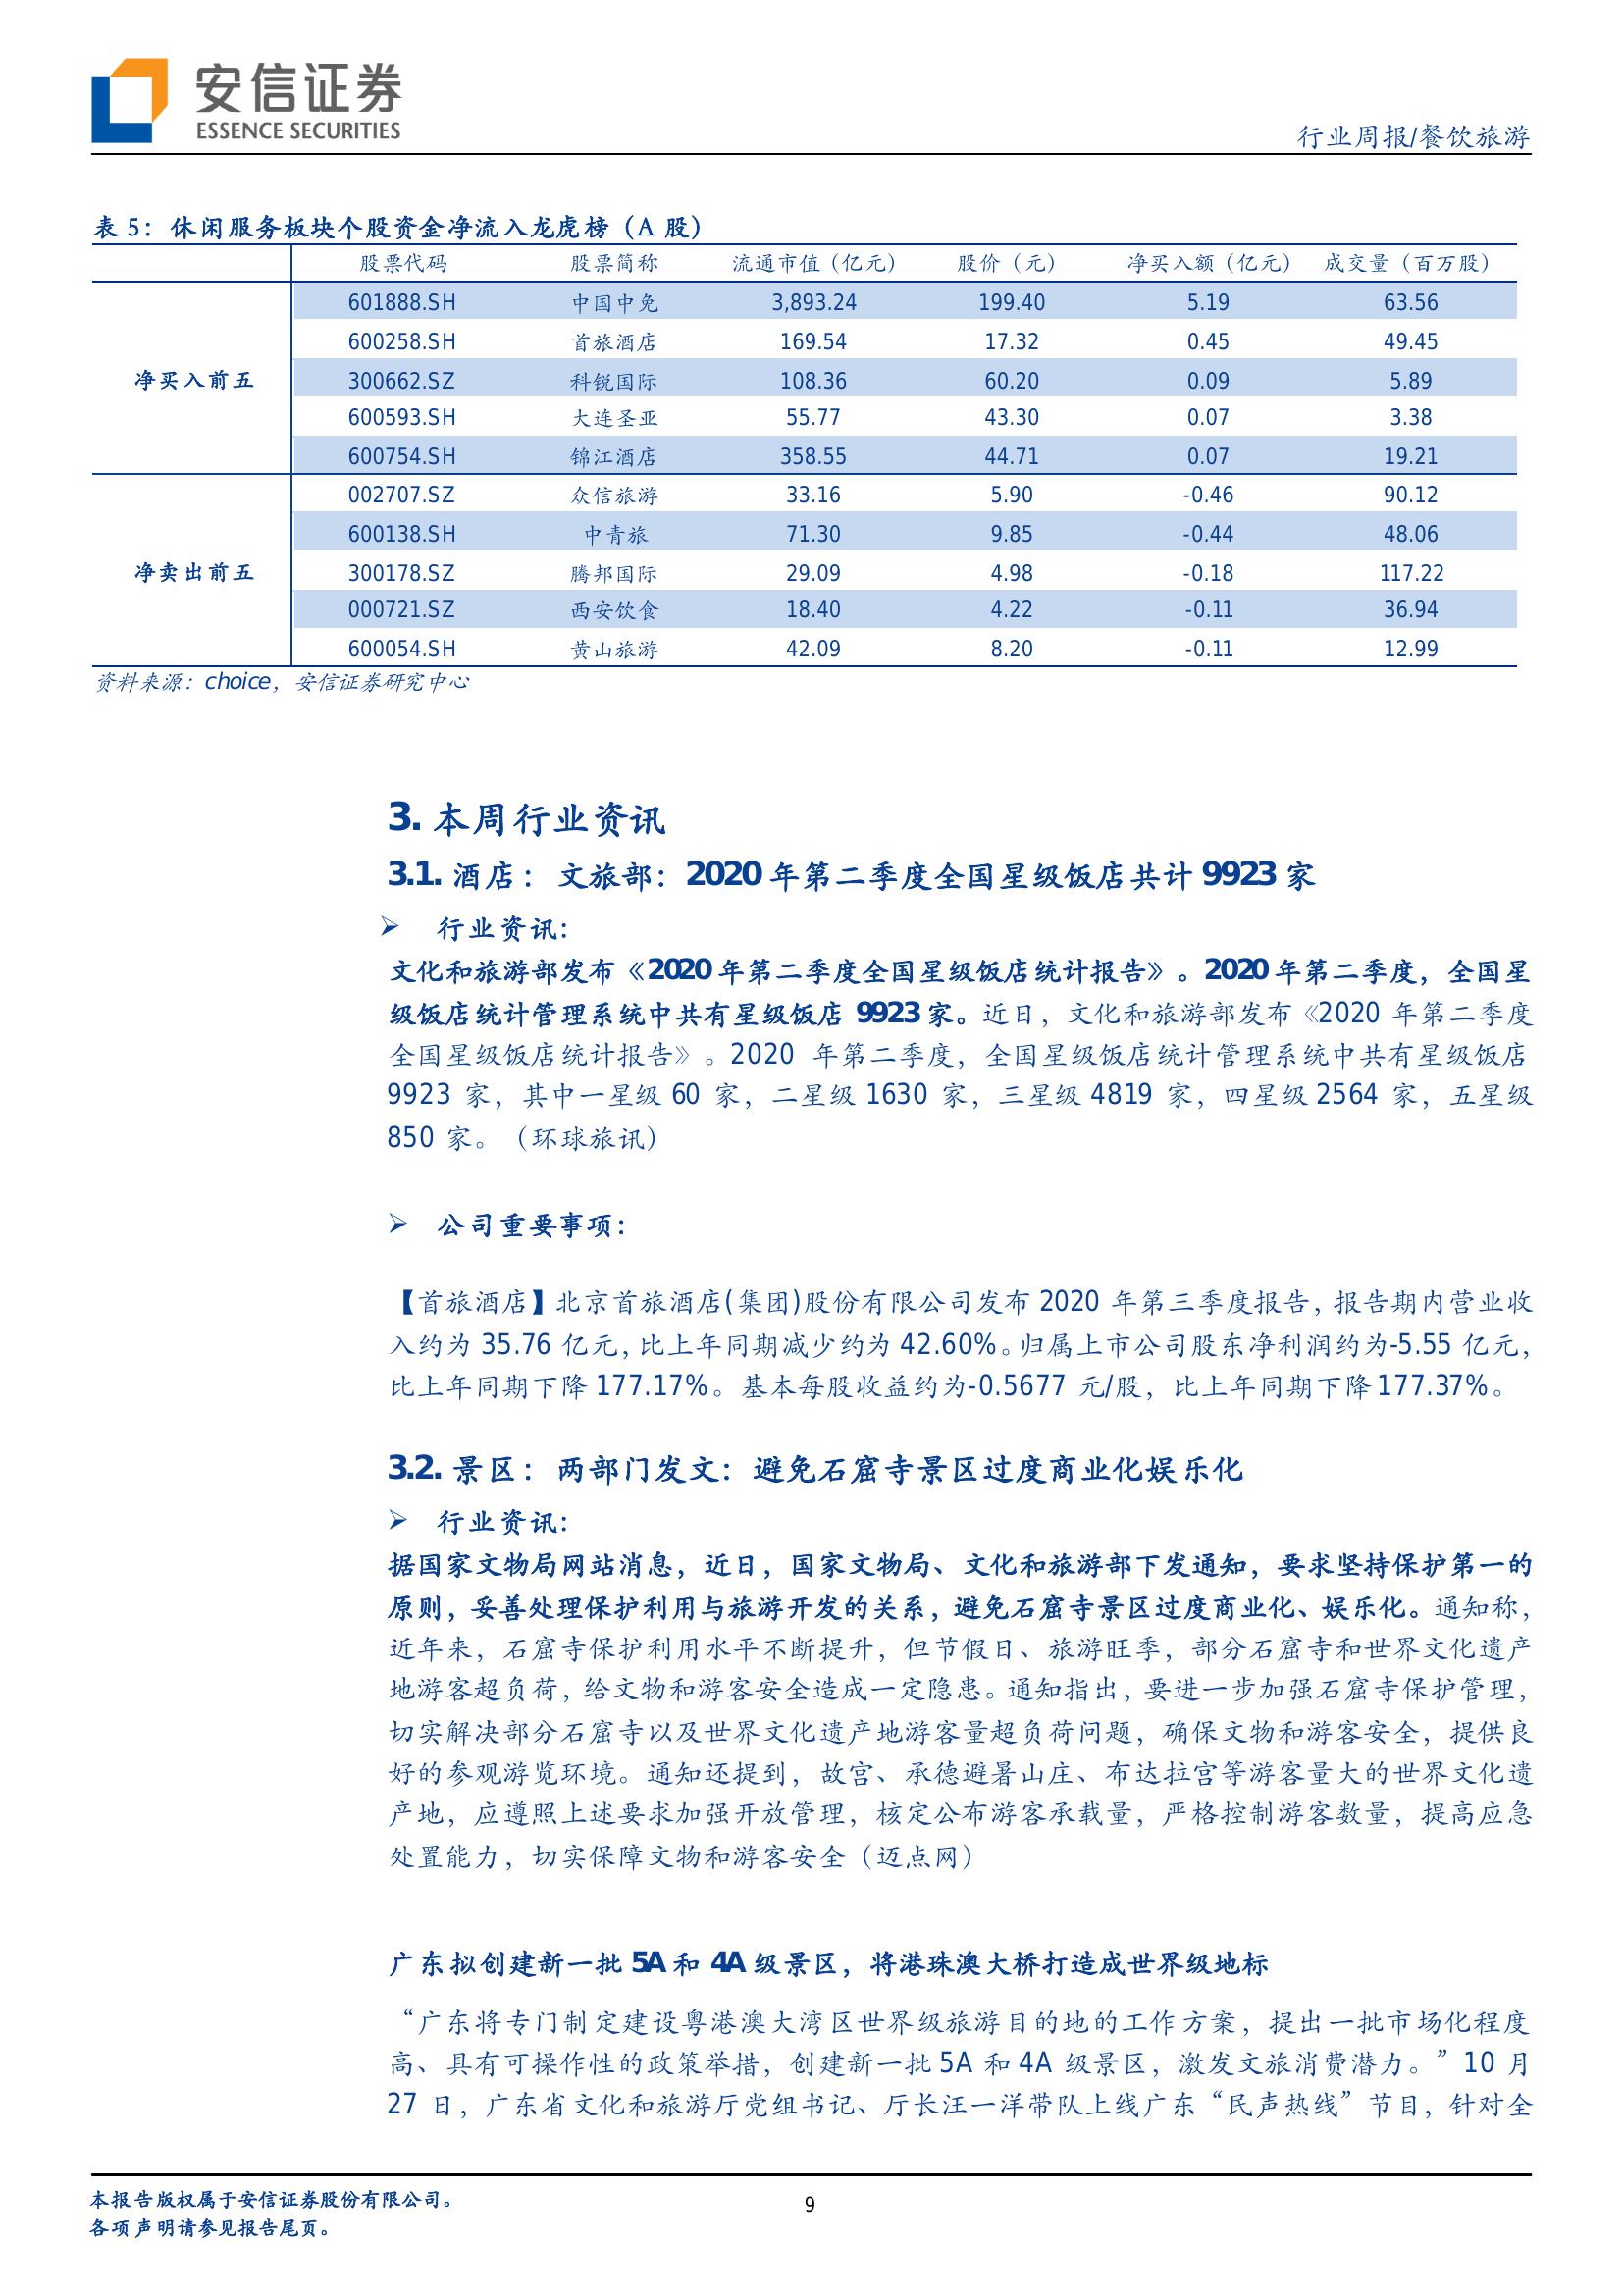 安信证券
ESSENCE SECURITIES
行业周报/餐饮旅游
表 5：休闲服务板块个股资金净流入龙虎榜（A 股）
股票代码 股票简称 流通市值（亿元） 股价（元） 净买入额（亿元） 成交量（百万股）
净买入前五
601888.SH 中国中免 3,893.24 199.40 5.19 63.56
600258.SH 首旅酒店 169.54 17.32 0.45 49.45
300662.SZ 科锐国际 108.36 60.20 0.09 5.89
600593.SH 大连圣亚 55.77 43.30 0.07 3.38
600754.SH 锦江酒店 358.55 44.71 0.07 19.21
净卖出前五
002707.SZ 众信旅游 33.16 5.90 -0.46 90.12
600138.SH 中青旅 71.30 9.85 -0.44 48.06
300178.SZ 腾邦国际 29.09 4.98 -0.18 117.22
000721.SZ 西安饮食 18.40 4.22 -0.11 36.94
600054.SH 黄山旅游 42.09 8.20 -0.11 12.99
资料来源：choice，安信证券研究中心
3. 本周行业资讯
3.1. 酒店：文旅部：2020 年第二季度全国星级饭店共计 9923 家
➢ 行业资讯：
文化和旅游部发布《2020 年第二季度全国星级饭店统计报告》。2020 年第二季度，全国星
级饭店统计管理系统中共有星级饭店 9923 家。近日，文化和旅游部发布《2020 年第二季度
全国星级饭店统计报告》。2020 年第二季度，全国星级饭店统计管理系统中共有星级饭店
9923 家，其中一星级 60 家，二星级 1630 家，三星级 4819 家，四星级 2564 家，五星级
850 家。（环球旅讯）
➢ 公司重要事项：
【首旅酒店】北京首旅酒店(集团)股份有限公司发布 2020 年第三季度报告，报告期内营业收
入约为 35.76 亿元，比上年同期减少约为 42.60%。归属上市公司股东净利润约为-5.55 亿元，
比上年同期下降 177.17%。基本每股收益约为-0.5677 元/股，比上年同期下降 177.37%。
3.2. 景区：两部门发文：避免石窟寺景区过度商业化娱乐化
➢ 行业资讯：
据国家文物局网站消息，近日，国家文物局、文化和旅游部下发通知，要求坚持保护第一的
原则，妥善处理保护利用与旅游开发的关系，避免石窟寺景区过度商业化、娱乐化。通知称，
近年来，石窟寺保护利用水平不断提升，但节假日、旅游旺季，部分石窟寺和世界文化遗产
地游客超负荷，给文物和游客安全造成一定隐患。通知指出，要进一步加强石窟寺保护管理，
切实解决部分石窟寺以及世界文化遗产地游客量超负荷问题，确保文物和游客安全，提供良
好的参观游览环境。通知还提到，故宫、承德避暑山庄、布达拉宫等游客量大的世界文化遗
产地，应遵照上述要求加强开放管理，核定公布游客承载量，严格控制游客数量，提高应急
处置能力，切实保障文物和游客安全（迈点网）
广东拟创建新一批 5A 和 4A 级景区，将港珠澳大桥打造成世界级地标
“广东将专门制定建设粤港澳大湾区世界级旅游目的地的工作方案，提出一批市场化程度
高、具有可操作性的政策举措，创建新一批 5A 和 4A 级景区，激发文旅消费潜力。”10 月
27 日，广东省文化和旅游厅党组书记、厅长汪一洋带队上线广东“民声热线”节目，针对全
本报告版权属于安信证券股份有限公司。
各项声明请参见报告尾页。
9